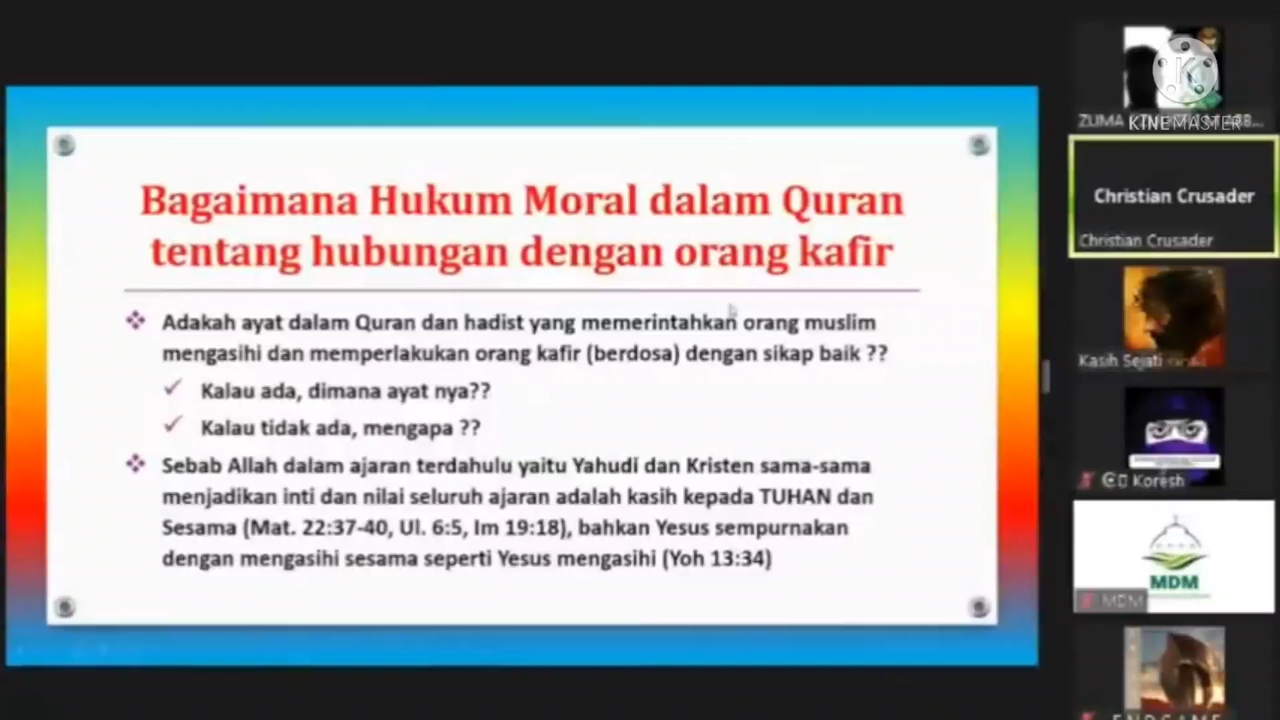 Bagaimana Hukum Moral dalam Quran
tentang hubungan dengan orang kafir
Adakah ayat dalam Quran dan hadist yang memerintahkan orang muslim
mengasihi dan memperlakukan orang kafir (berdosa) dengan sikap baik ??
Kalau ada, dimana ayat nya??
Kalau tidak ada, mengapa ??
Sebab Allah dalam ajaran terdahulu yaitu Yahudi dan Kristen sama-sama
menjadikan inti dan nilai seluruh ajaran adalah kasih kepada TUHAN dan
Sesama (Mat. 22:37-40, Ul. 6:5, Im 19:18), bahkan Yesus sempurnakan
dengan mengasihi sesama seperti Yesus mengasihi (Yoh 13:34)
ZUMA
KINEMASTER
Christian Crusader
Christian Crusader
Kasih Sejati
Koresh
MDM
MDM